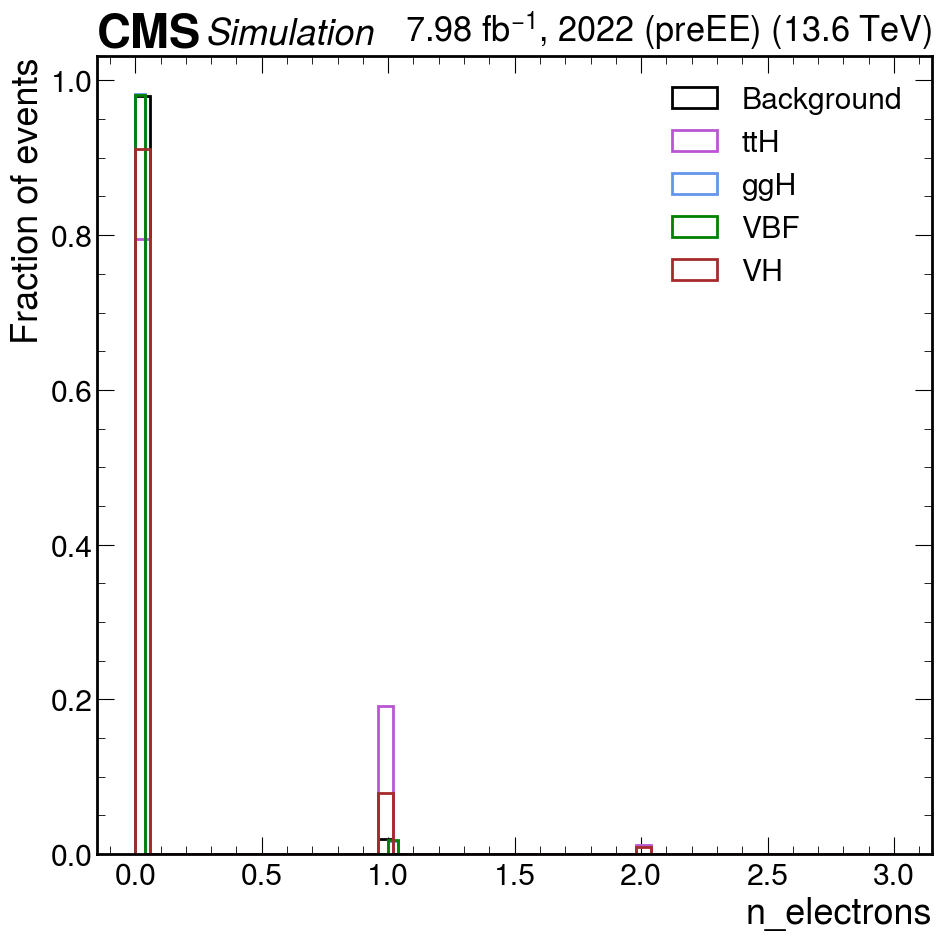 CMS Simulation 7.98 fb⁻¹, 2022 (preEE) (13.6 TeV)
Fraction of events
1.0
0.8
0.6
0.4
0.2
0.0
Background
ttH
ggH
VBF
VH
0.0 0.5 1.0 1.5 2.0 2.5 3.0
n_electrons